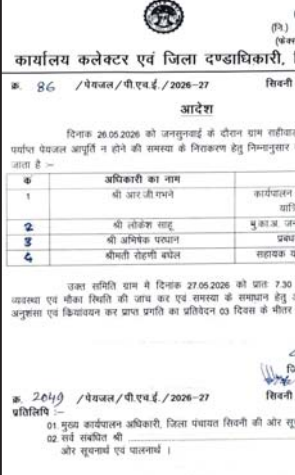 (नि.)
(फेक्स
कार्यालय कलेक्टर एवं जिला दण्डाधिकारी,
क्र. 86 /पेयजल/पी.एच.ई./2026-27 सिवनी
आदेश
दिनांक 26.05.2026 को जनसुनवाई के दौरान ग्राम राहीवार
पर्याप्त पेयजल आपूर्ति न होने की समस्या के निराकरण हेतु निम्नानुसार
जाता है :-
क अधिकारी का नाम
1 श्री आर.जी.गभने कार्यपालन
यांत्रि
2 श्री लोकेश साहू मु.का.अ. जन
3 श्री अभिषेक परधान प्रबध
4 श्रीमती रोहणी बघेल सहायक य
उक्त समिति ग्राम में दिनांक 27.05.2026 को प्रातः 7.30
व्यवस्था एवं मौका स्थिति की जांच कर एवं समस्या के समाधान हेतु
अनुशंसा एवं क्रियांवयन कर प्राप्त प्रगति का प्रतिवेदन 03 दिवस के भीतर
जि
क्र. 2049 /पेयजल/पी.एच.ई./2026-27 सिवनी
प्रतिलिपि :-
01. मुख्य कार्यपालन अधिकारी, जिला पंचायत सिवनी की ओर सू
02. सर्व संबंधित श्री
ओर सूचनार्थ एवं पालनार्थ ।